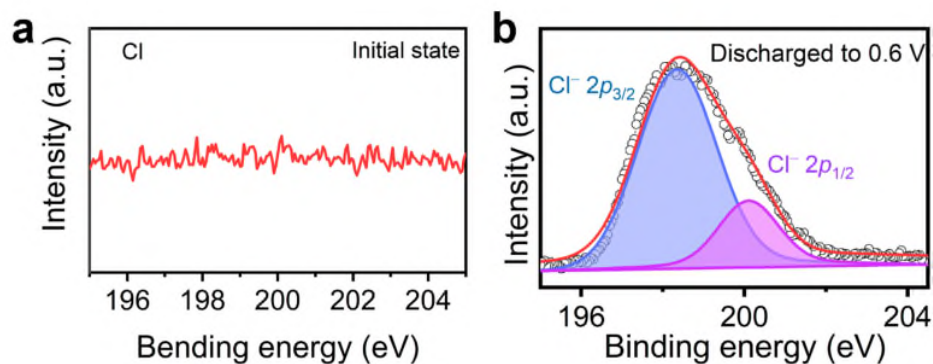 a
Cl
Initial state
Intensity (a.u.)
196 198 200 202 204
Bending energy (eV)
b
Discharged to 0.6 V
Cl⁻ 2p₃/₂
Cl⁻ 2p₁/₂
Intensity (a.u.)
196 200 204
Binding energy (eV)